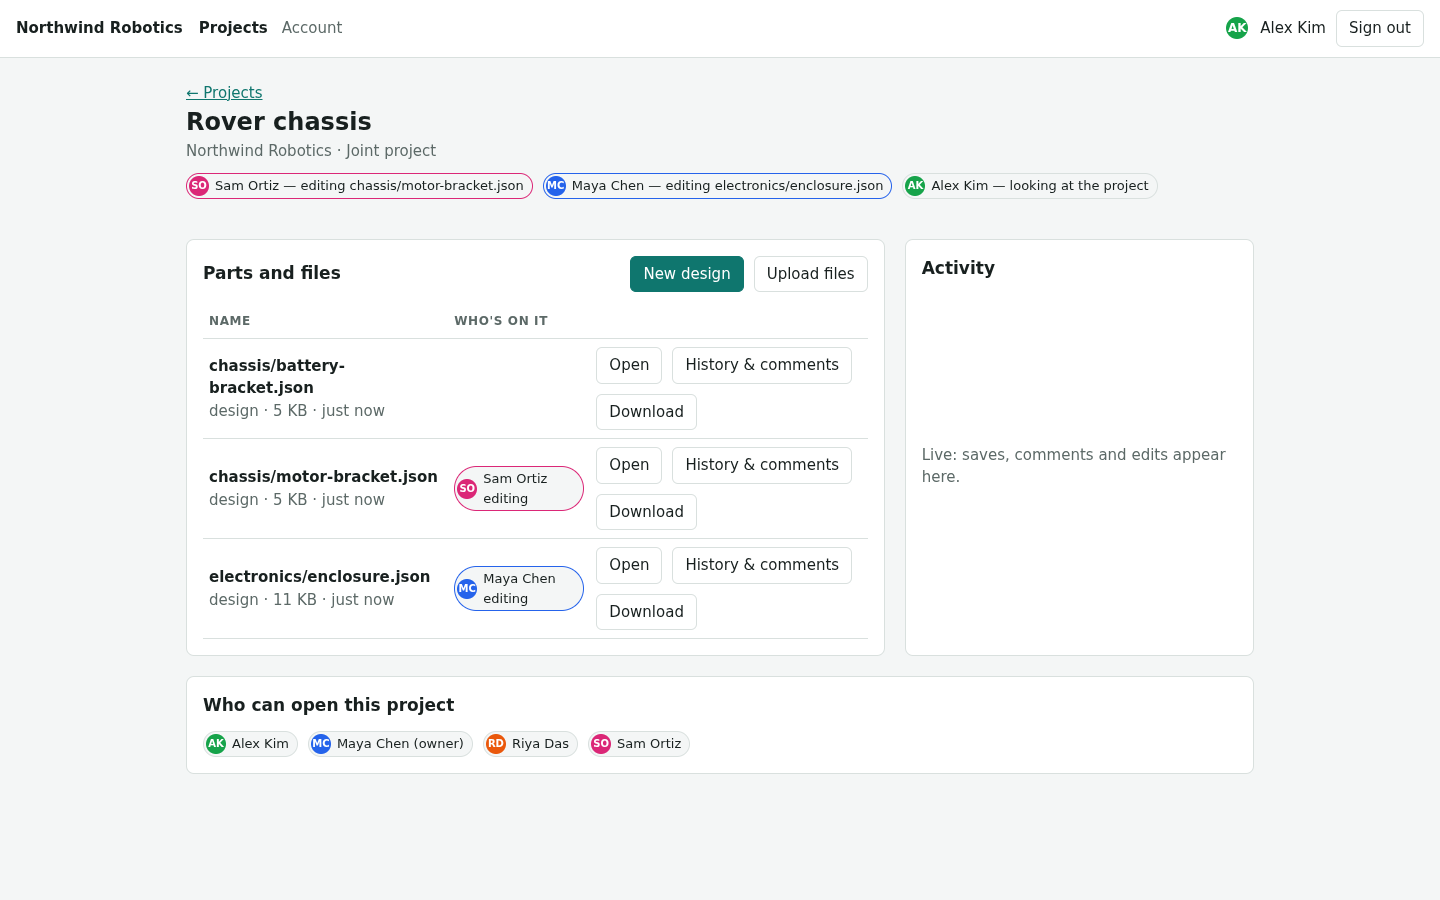 Northwind Robotics Projects Account AK Alex Kim Sign out
← Projects
Rover chassis
Northwind Robotics · Joint project
SO Sam Ortiz — editing chassis/motor-bracket.json MC Maya Chen — editing electronics/enclosure.json AK Alex Kim — looking at the project
Parts and files New design Upload files
NAME WHO'S ON IT
chassis/battery-
bracket.json
design · 5 KB · just now
Open History & comments
Download
chassis/motor-bracket.json
design · 5 KB · just now
SO Sam Ortiz
editing
Open History & comments
Download
electronics/enclosure.json
design · 11 KB · just now
MC Maya Chen
editing
Open History & comments
Download
Activity
Live: saves, comments and edits appear
here.
Who can open this project
AK Alex Kim MC Maya Chen (owner) RD Riya Das SO Sam Ortiz